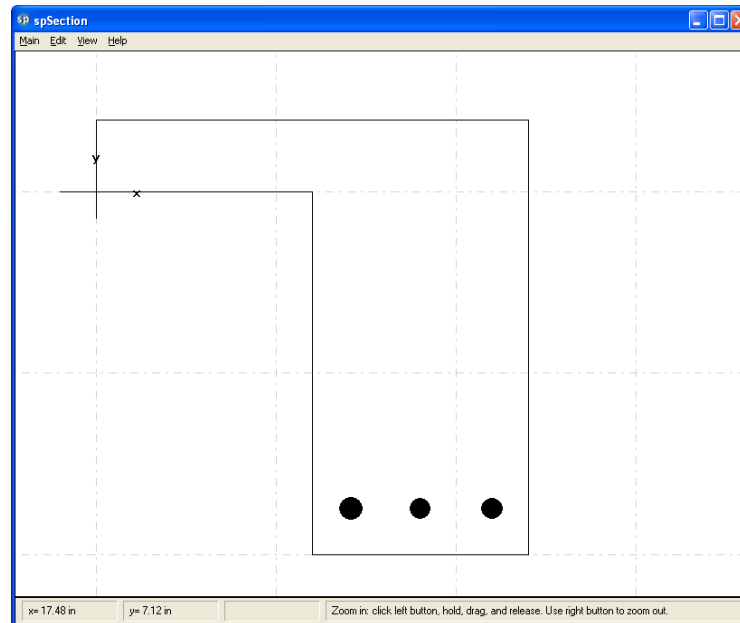 sp spSection
Main Edit View Help
y
x
x= 17.48 in y= 7.12 in Zoom in: click left button, hold, drag, and release. Use right button to zoom out.